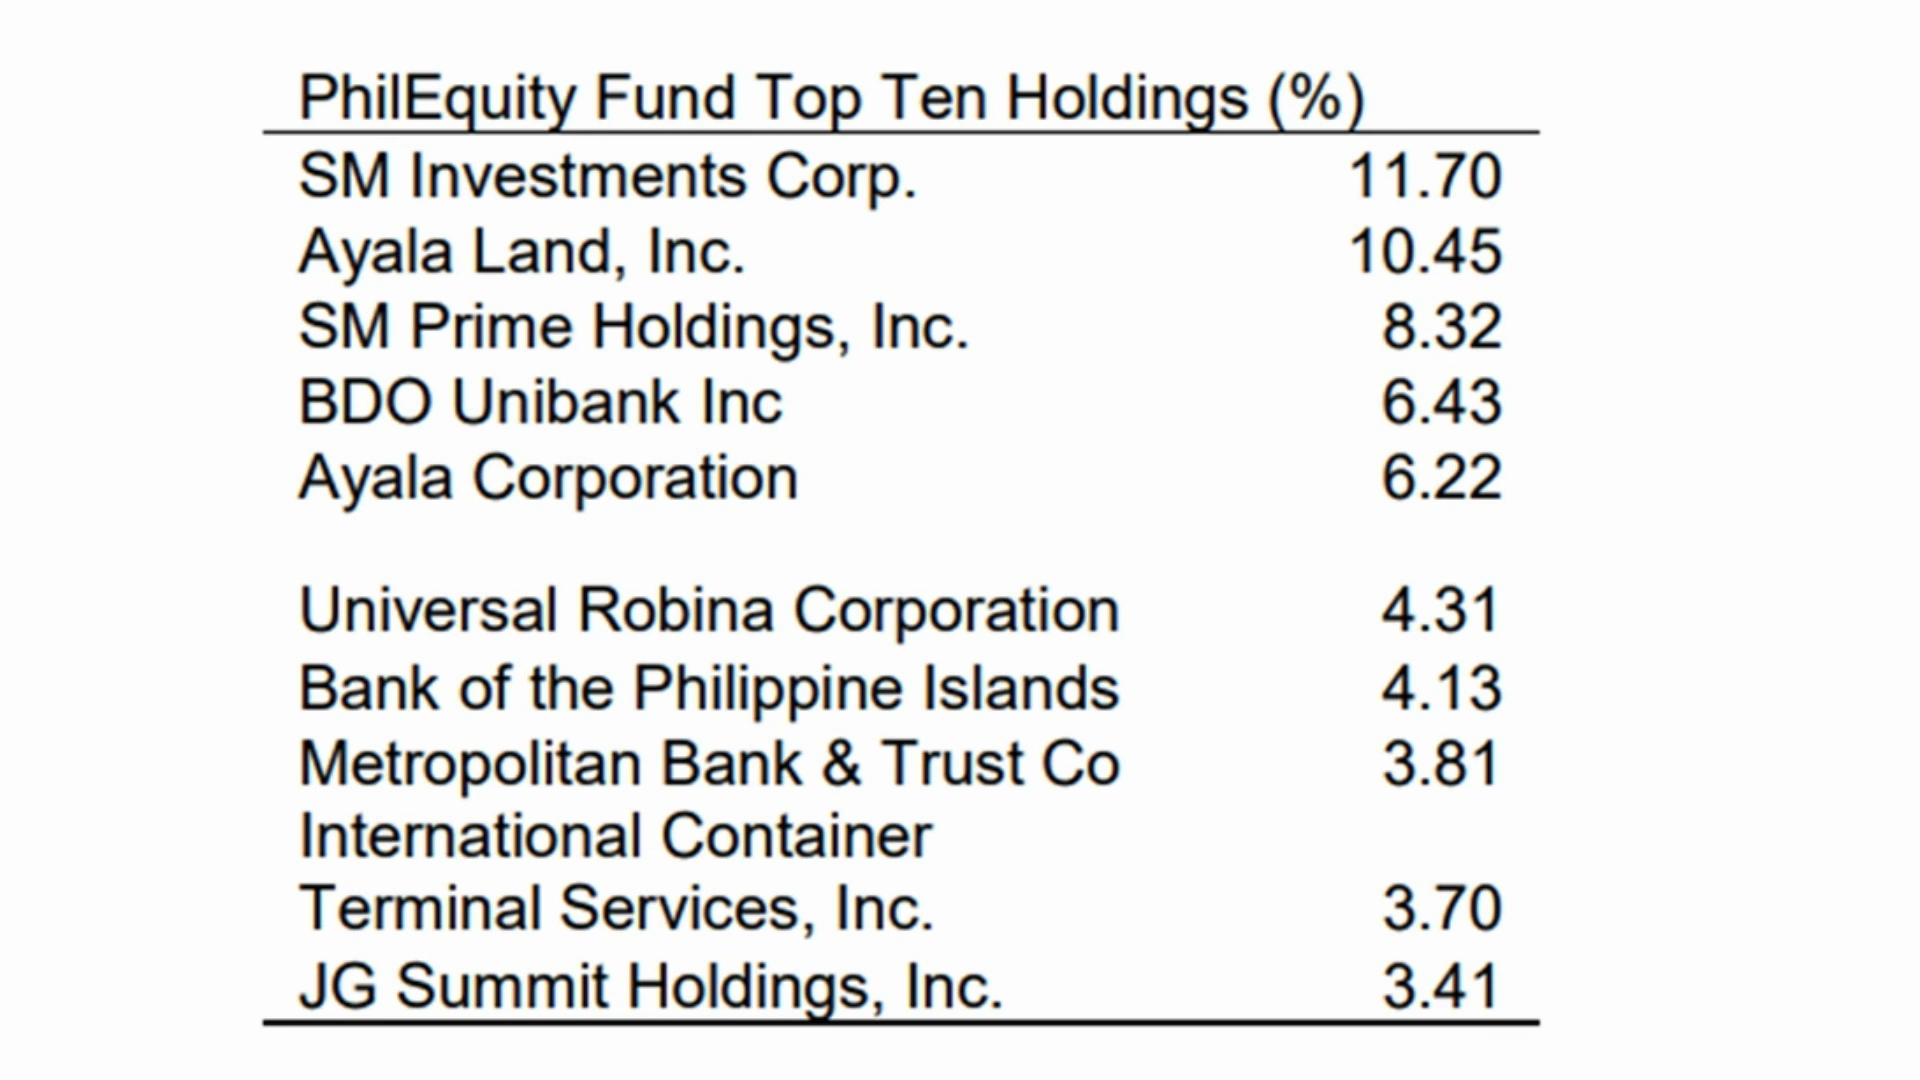 PhilEquity Fund Top Ten Holdings (%)
SM Investments Corp. 11.70
Ayala Land, Inc. 10.45
SM Prime Holdings, Inc. 8.32
BDO Unibank Inc 6.43
Ayala Corporation 6.22
Universal Robina Corporation 4.31
Bank of the Philippine Islands 4.13
Metropolitan Bank & Trust Co 3.81
International Container
Terminal Services, Inc. 3.70
JG Summit Holdings, Inc. 3.41